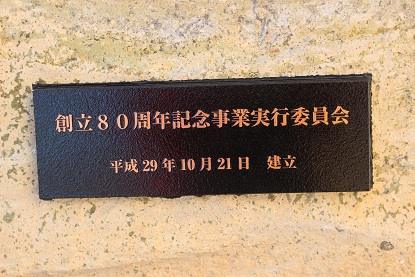 創立８０周年記念事業実行委員会
平成 29 年 10 月 21 日　建立